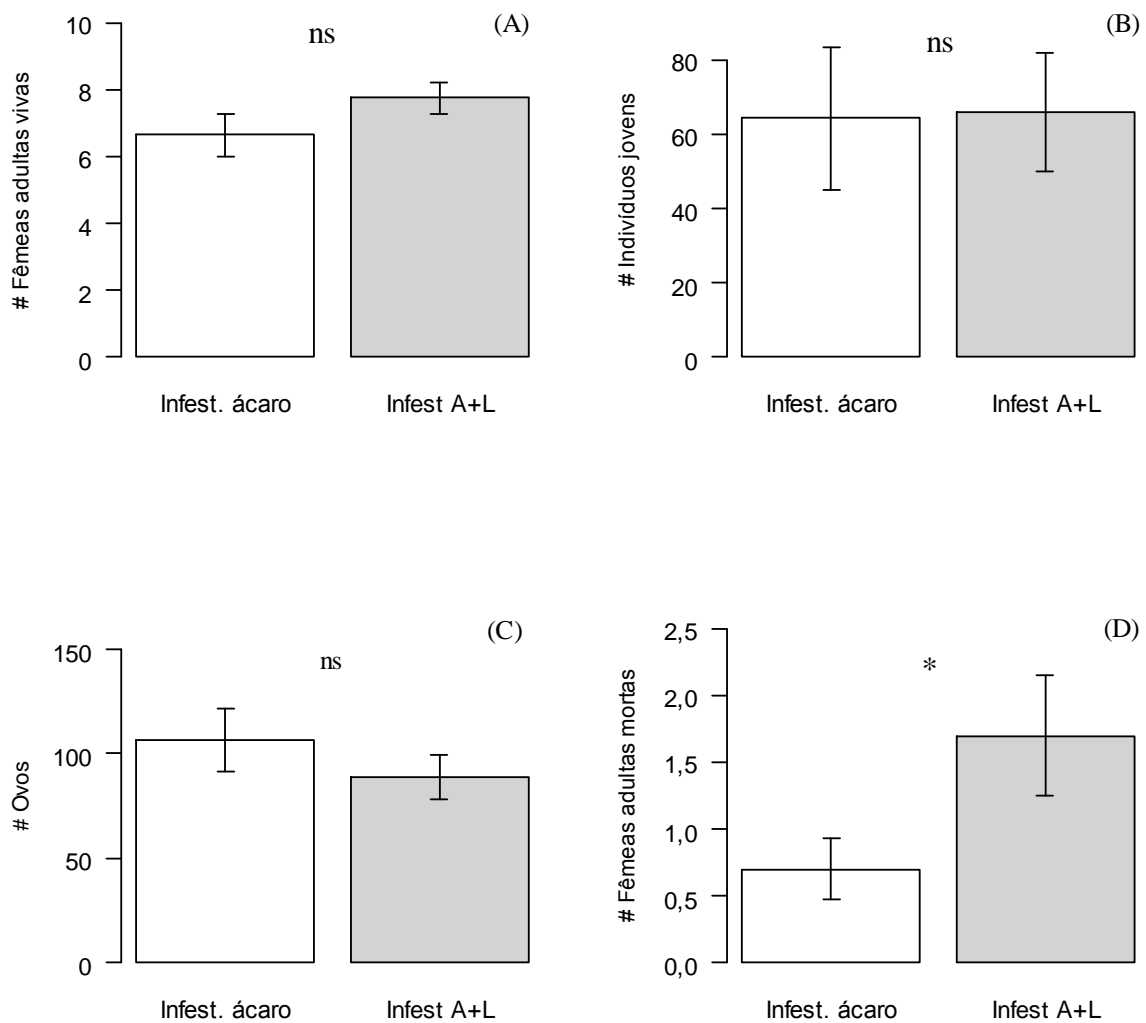 (A)
ns
# Fêmeas adultas vivas
10
8
6
4
2
0
Infest. ácaro
Infest A+L
(B)
ns
# Indivíduos jovens
80
60
40
20
0
Infest. ácaro
Infest A+L
(C)
ns
# Ovos
150
100
50
0
Infest. ácaro
Infest A+L
(D)
*
# Fêmeas adultas mortas
2,5
2,0
1,5
1,0
0,5
0,0
Infest. ácaro
Infest A+L